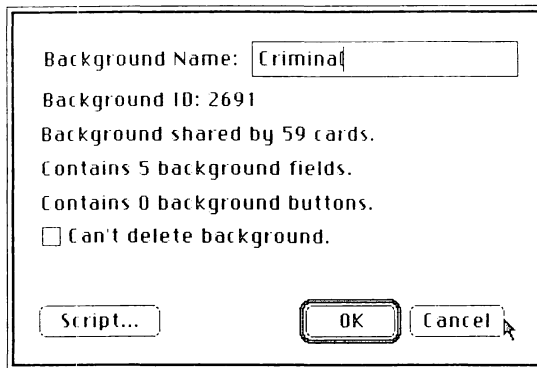 Background Name: Criminal
Background ID: 2691
Background shared by 59 cards.
Contains 5 background fields.
Contains 0 background buttons.
Can't delete background.
Script... OK Cancel